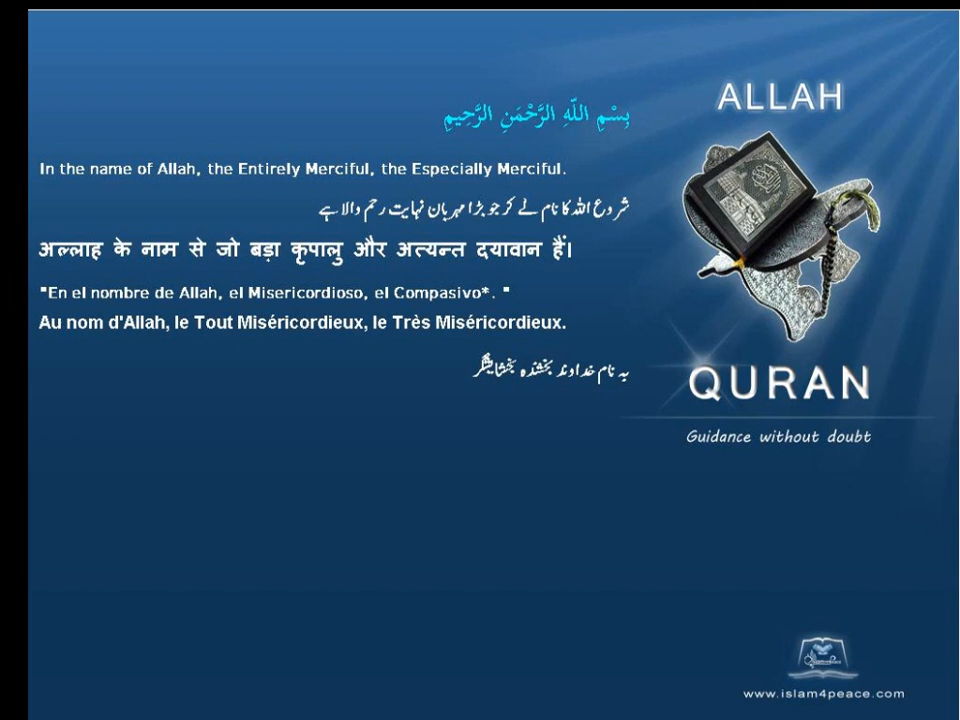 بِسْمِ اللّهِ الرَّحْمَنِ الرَّحِيمِ
In the name of Allah, the Entirely Merciful, the Especially Merciful.
شروع الله کا نام لے کر جو بڑا مہربان نہایت رحم والا ہے
अल्लाह के नाम से जो बड़ा कृपालु और अत्यन्त दयावान हैं।
"En el nombre de Allah, el Misericordioso, el Compasivo*. "
Au nom d'Allah, le Tout Miséricordieux, le Très Miséricordieux.
به نام خداوند بخشنده بخشایشگر
ALLAH
QURAN
Guidance without doubt
www.islam4peace.com